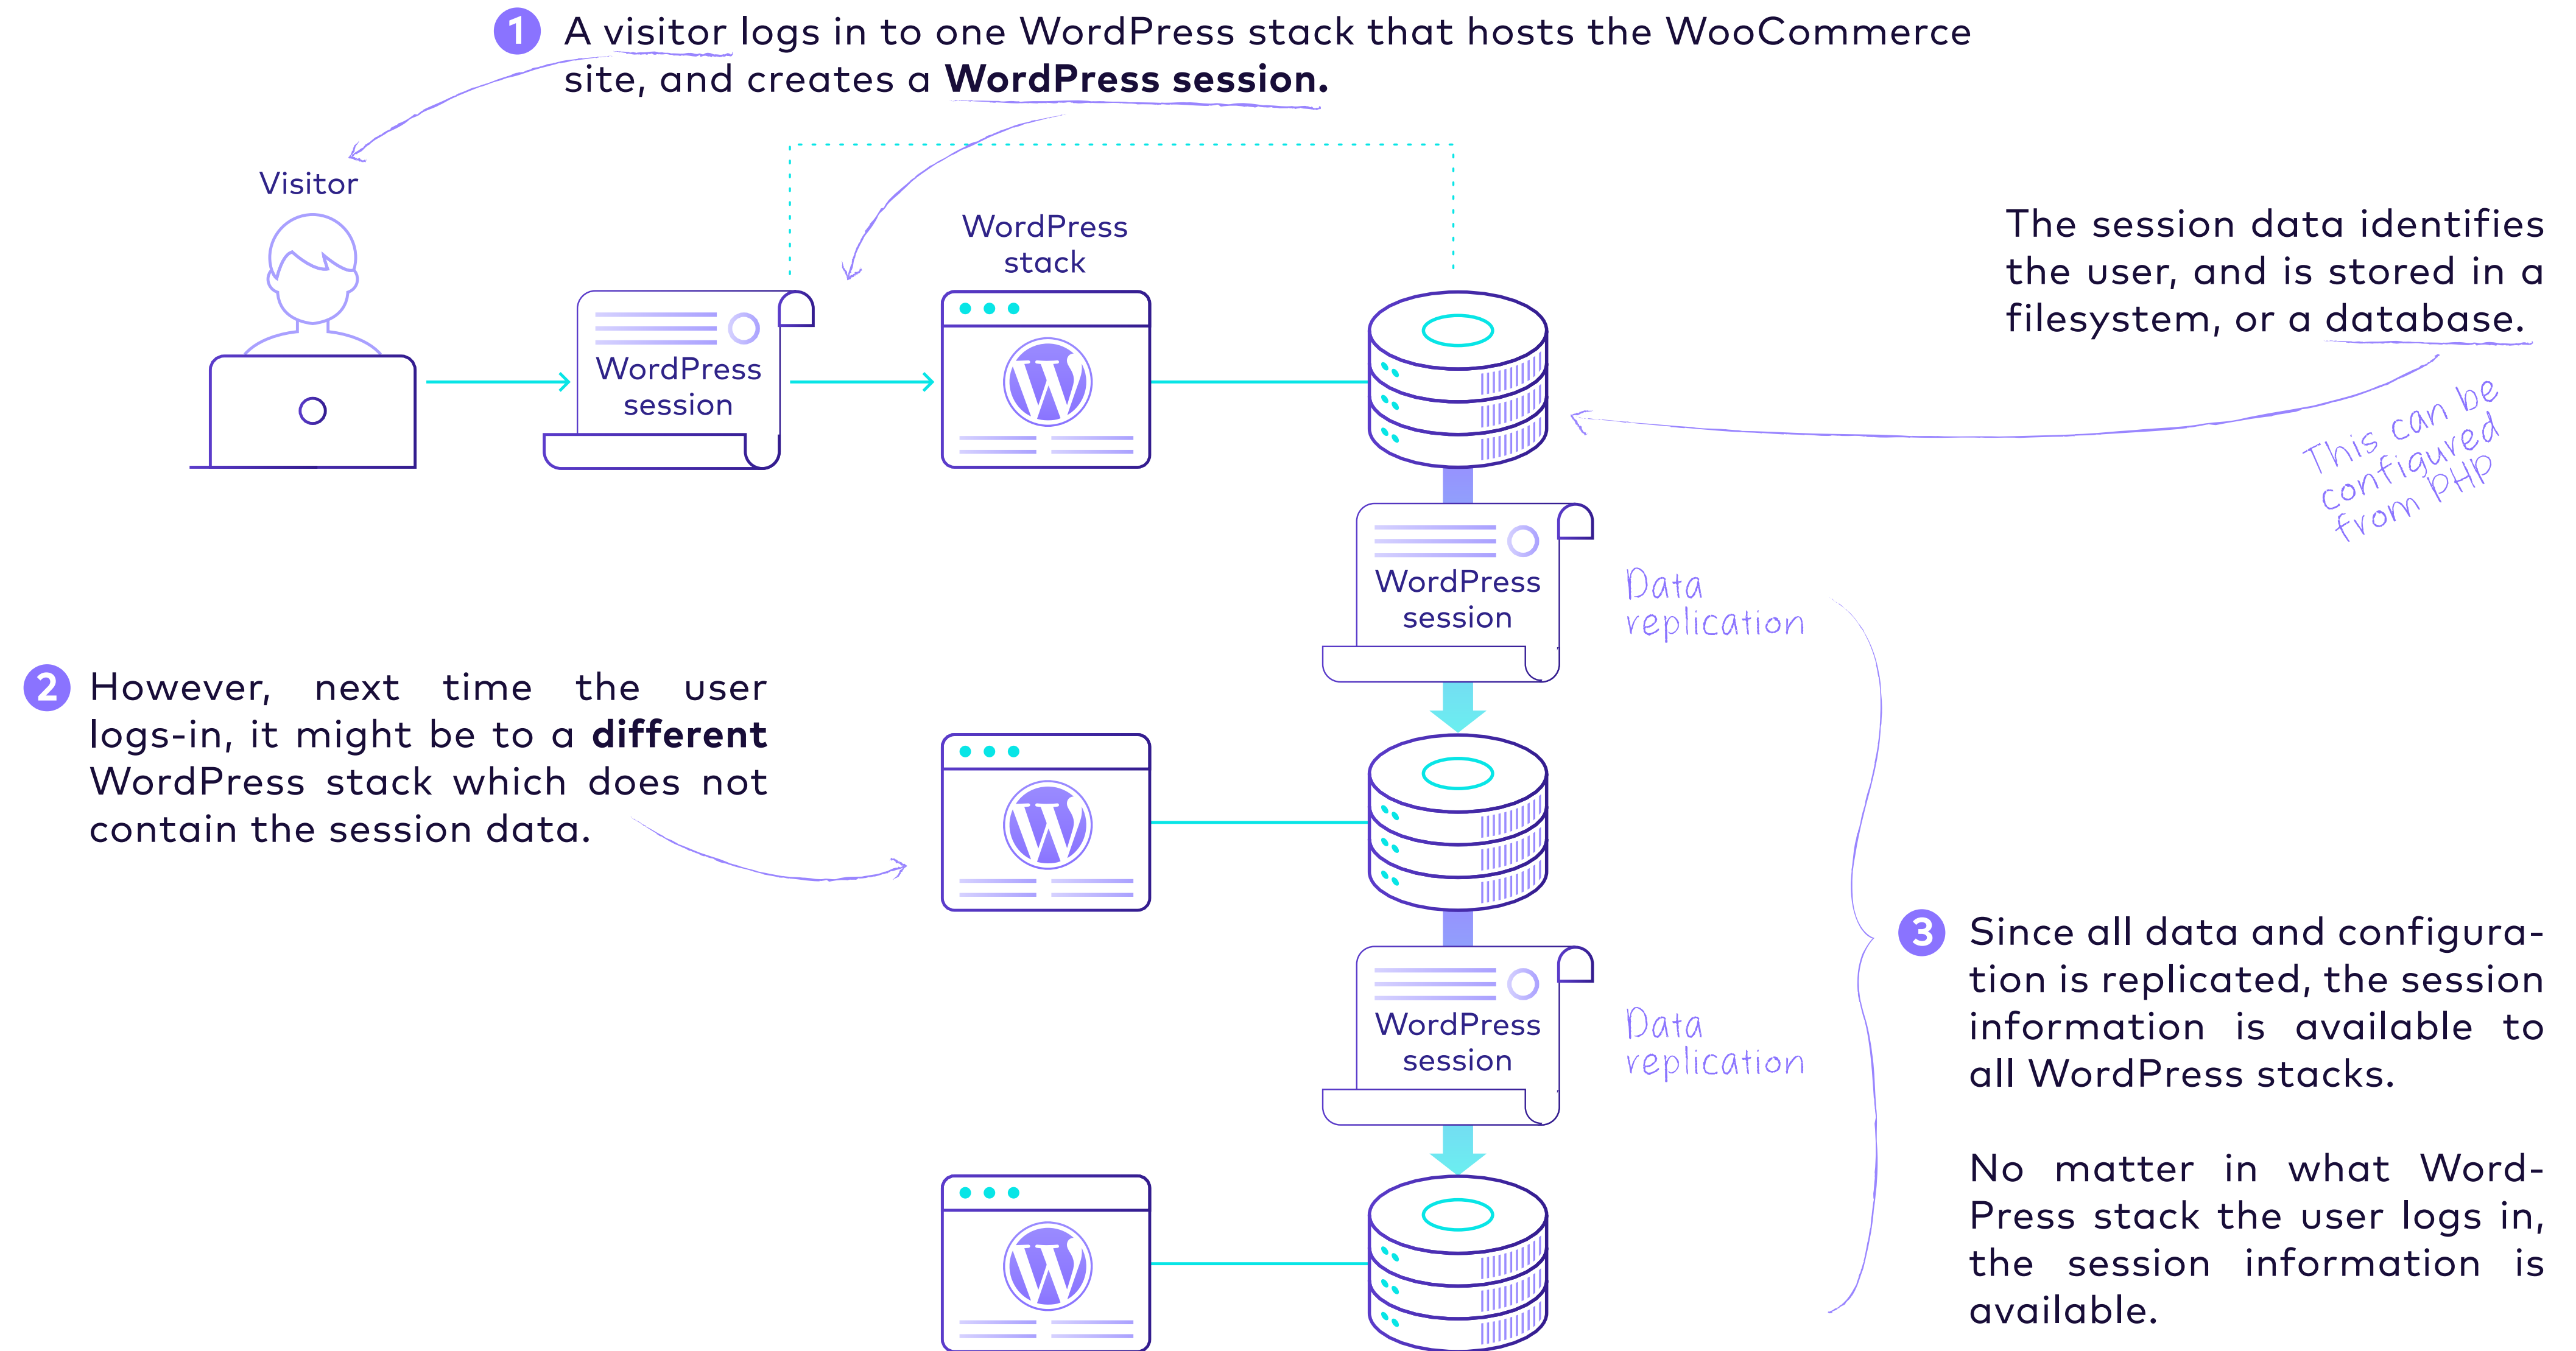 1 A visitor logs in to one WordPress stack that hosts the WooCommerce
site, and creates a WordPress session.
Visitor
WordPress
stack
WordPress
session
The session data identifies
the user, and is stored in a
filesystem, or a database.
This can be
configured
from PHP
WordPress
session
Data
replication
2 However, next time the user
logs-in, it might be to a different
WordPress stack which does not
contain the session data.
WordPress
session
Data
replication
3 Since all data and configura-
tion is replicated, the session
information is available to
all WordPress stacks.
No matter in what Word-
Press stack the user logs in,
the session information is
available.